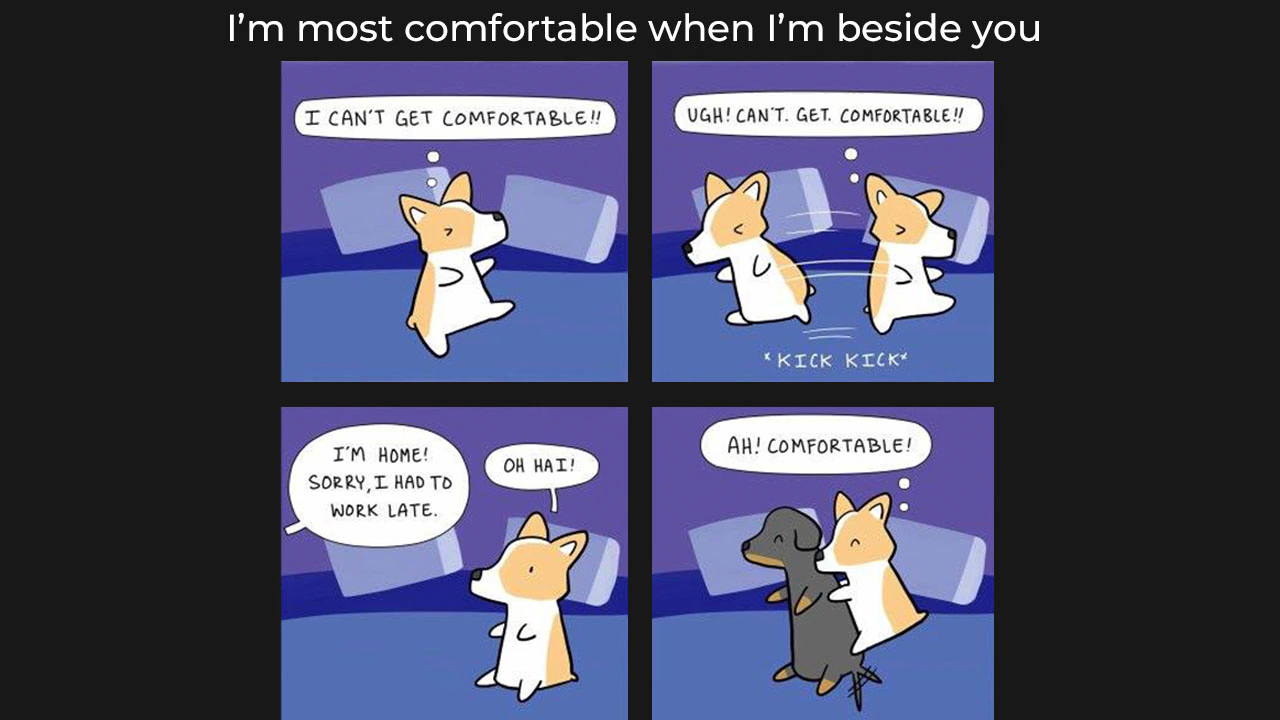 I’m most comfortable when I’m beside you
I CAN'T GET COMFORTABLE!!
UGH! CAN'T. GET. COMFORTABLE!!
*KICK KICK*
I'M HOME!
SORRY, I HAD TO
WORK LATE.
OH HAI!
AH! COMFORTABLE!